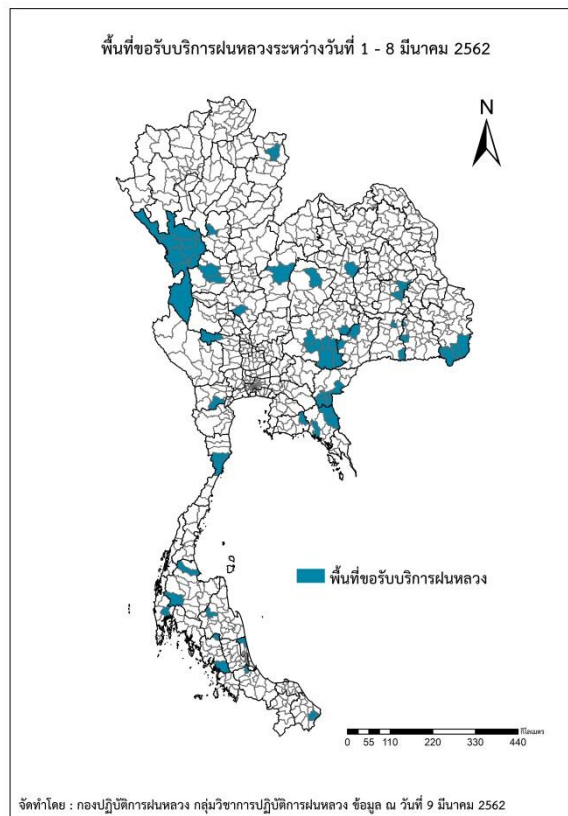 พื้นที่ขอรับบริการฝนหลวงระหว่างวันที่ 1 - 8 มีนาคม 2562
N
พื้นที่ขอรับบริการฝนหลวง
กิโลเมตร
0 55 110 220 330 440
จัดทำโดย : กองปฏิบัติการฝนหลวง กลุ่มวิชาการปฏิบัติการฝนหลวง ข้อมูล ณ วันที่ 9 มีนาคม 2562